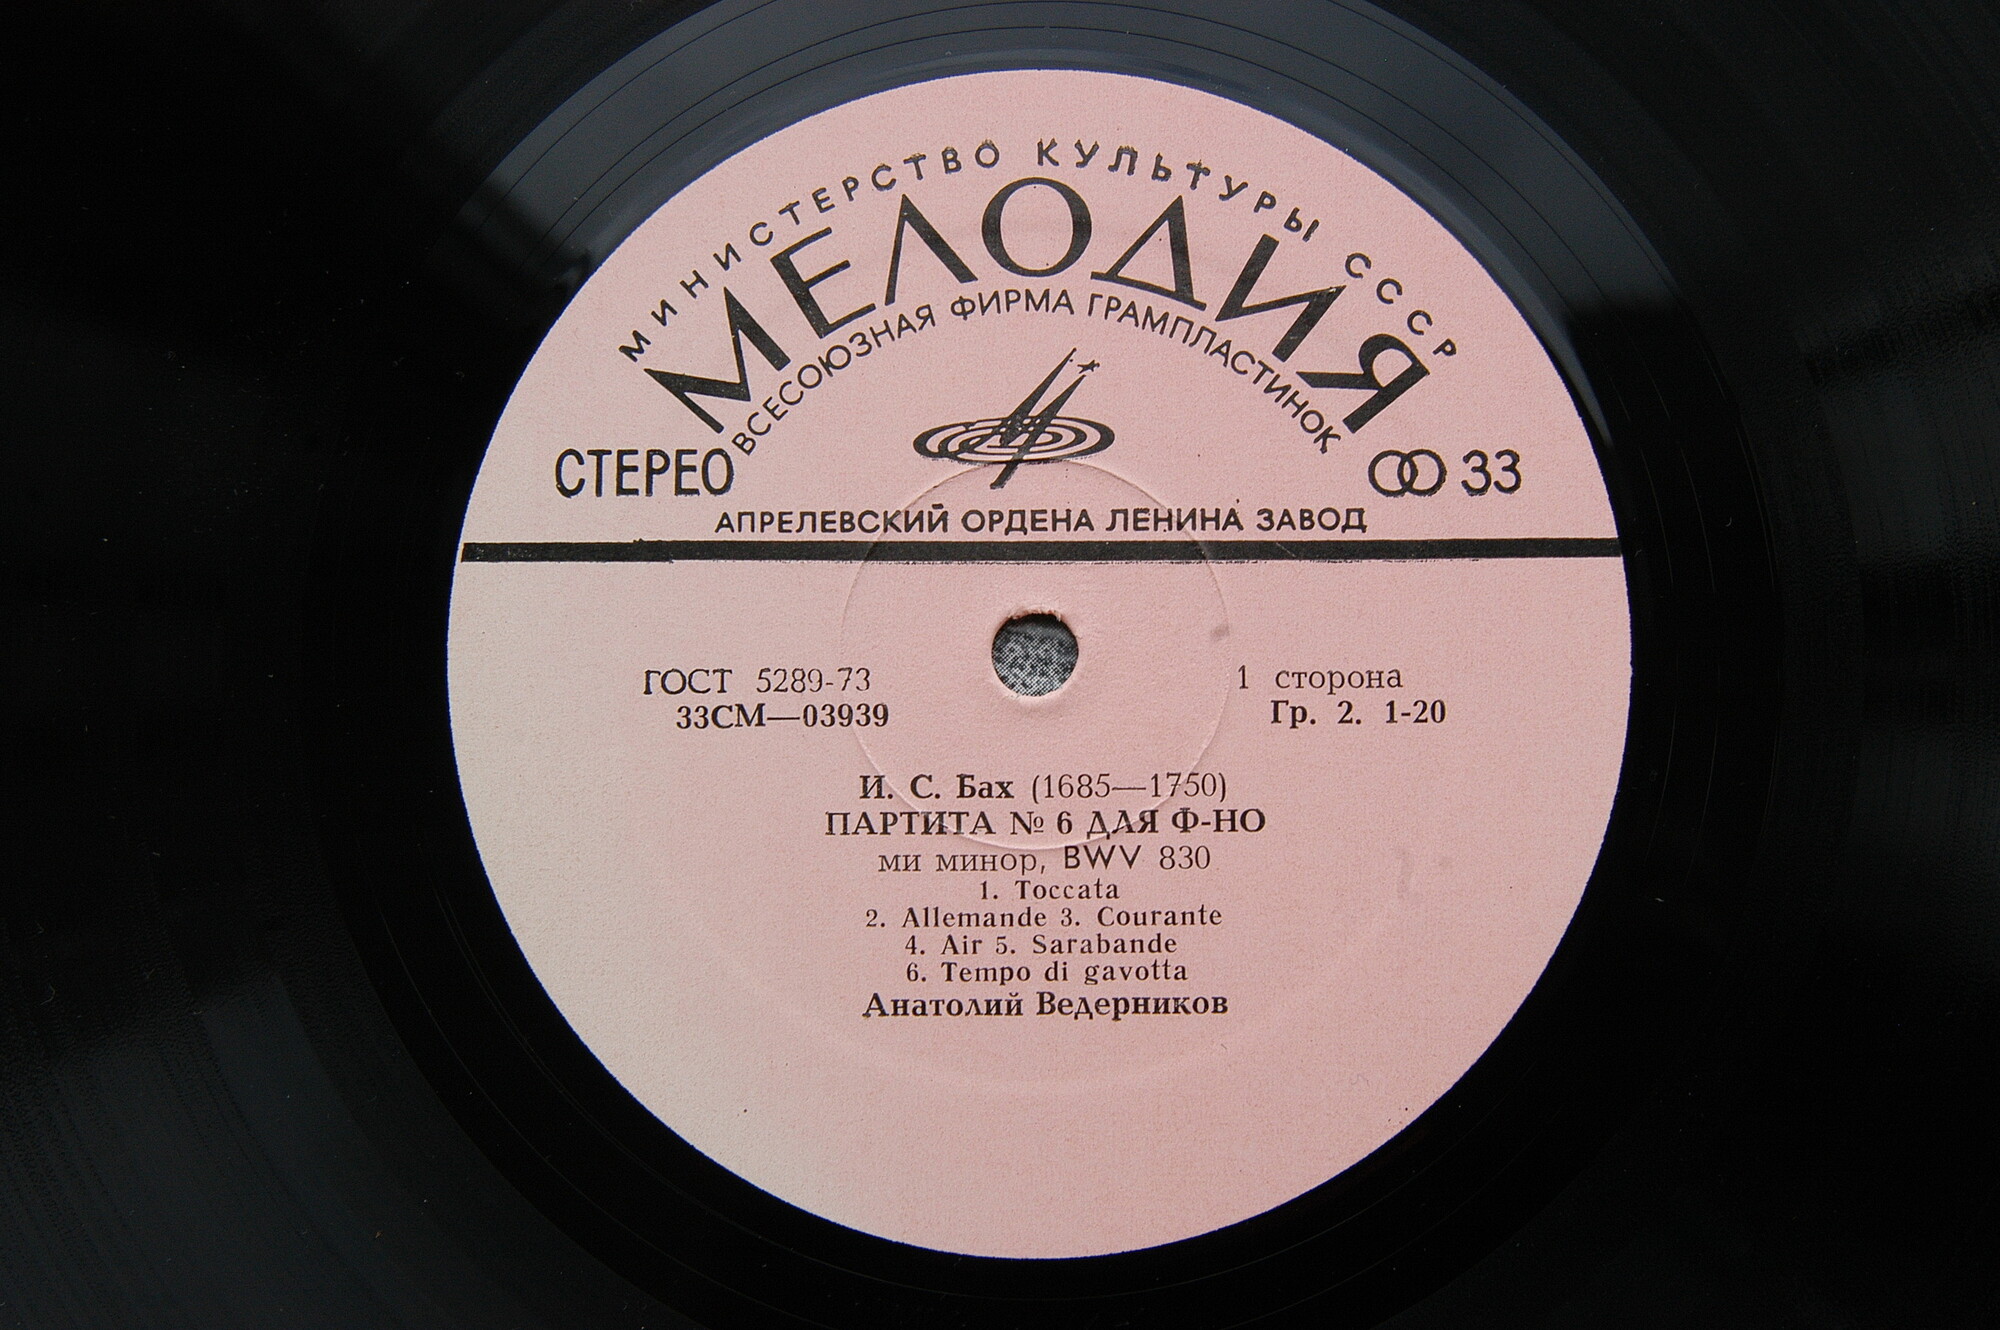 МИНИСТЕРСТВО КУЛЬТУРЫ СССР
МЕЛОДИЯ
ВСЕСОЮЗНАЯ ФИРМА ГРАМПЛАСТИНОК
СТЕРЕО 33
АПРЕЛЕВСКИЙ ОРДЕНА ЛЕНИНА ЗАВОД
ГОСТ 5289-73 1 сторона
33СМ—03939 Гр. 2. 1-20
И. С. Бах (1685—1750)
ПАРТИТА № 6 ДЛЯ Ф-НО
ми минор, BWV 830
1. Toccata
2. Allemande 3. Courante
4. Air 5. Sarabande
6. Tempo di gavotta
Анатолий Ведерников